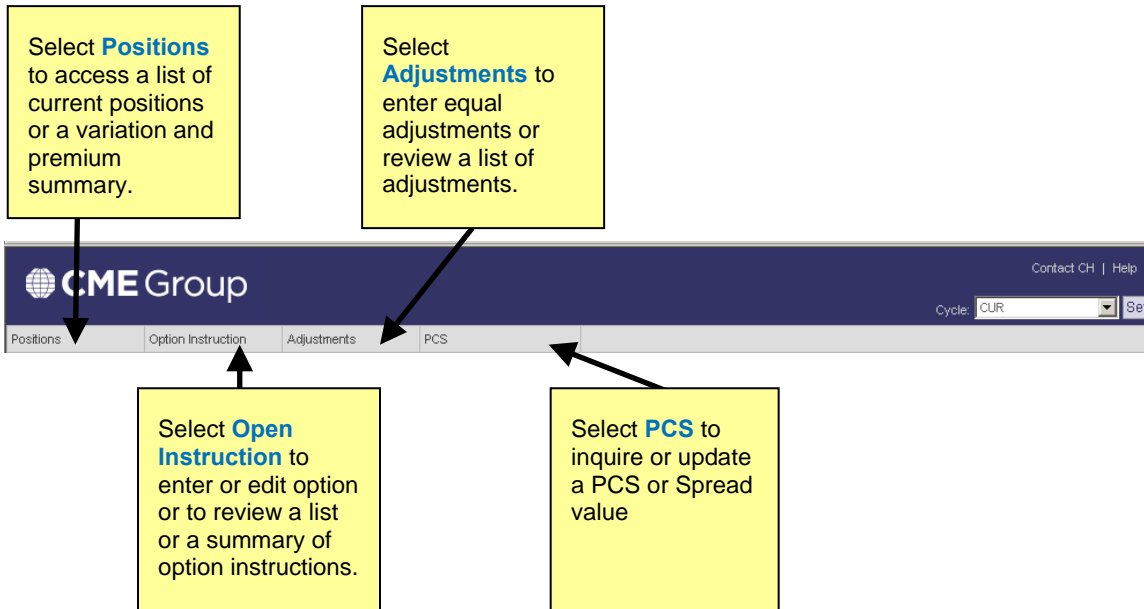 Select Positions
to access a list of
current positions
or a variation and
premium
summary.
Select
Adjustments to
enter equal
adjustments or
review a list of
adjustments.
CME Group
Contact CH | Help
Cycle: CUR
Positions
Option Instruction
Adjustments
PCS
Select Open
Instruction to
enter or edit option
or to review a list
or a summary of
option instructions.
Select PCS to
inquire or update
a PCS or Spread
value